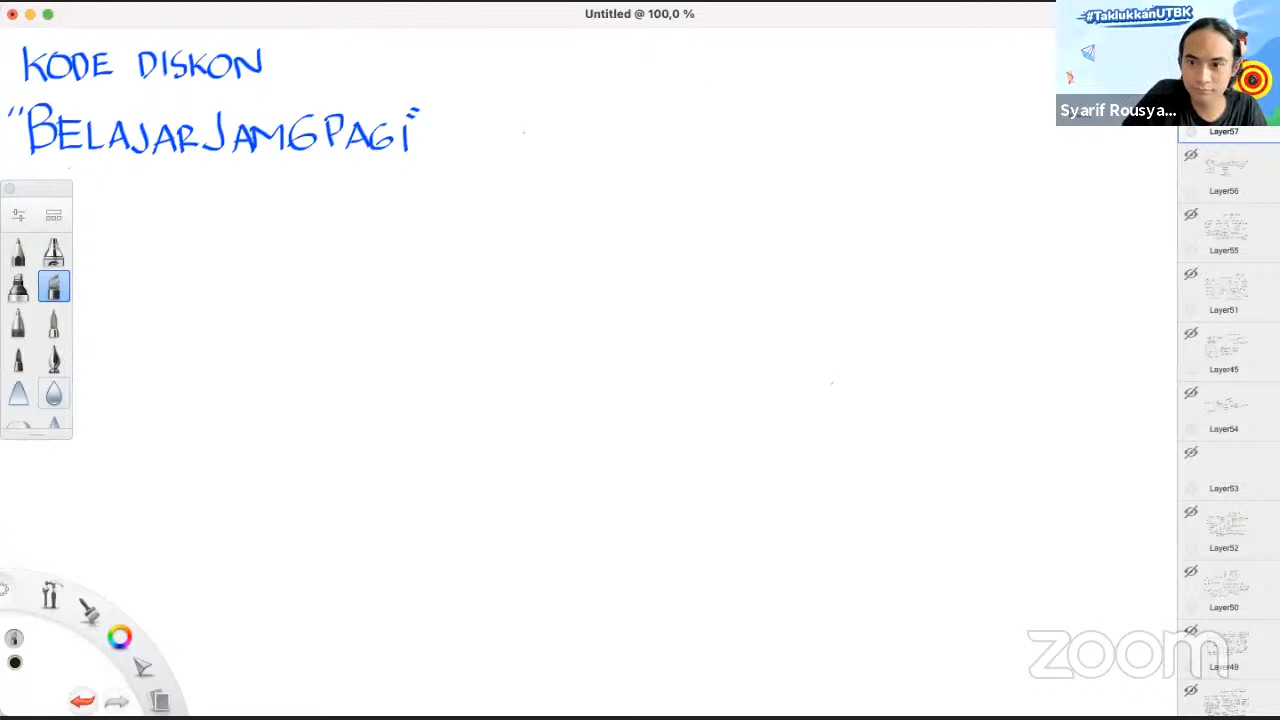 Untitled @ 100,0 %
#TaklukkanUTBK
Syarif Rousya...
KODE DISKON
"BELAJARJAM6PAGI"
Layer57
Layer56
Layer55
Layer51
Layer45
Layer54
Layer53
Layer52
Layer50
Layer49
zoom